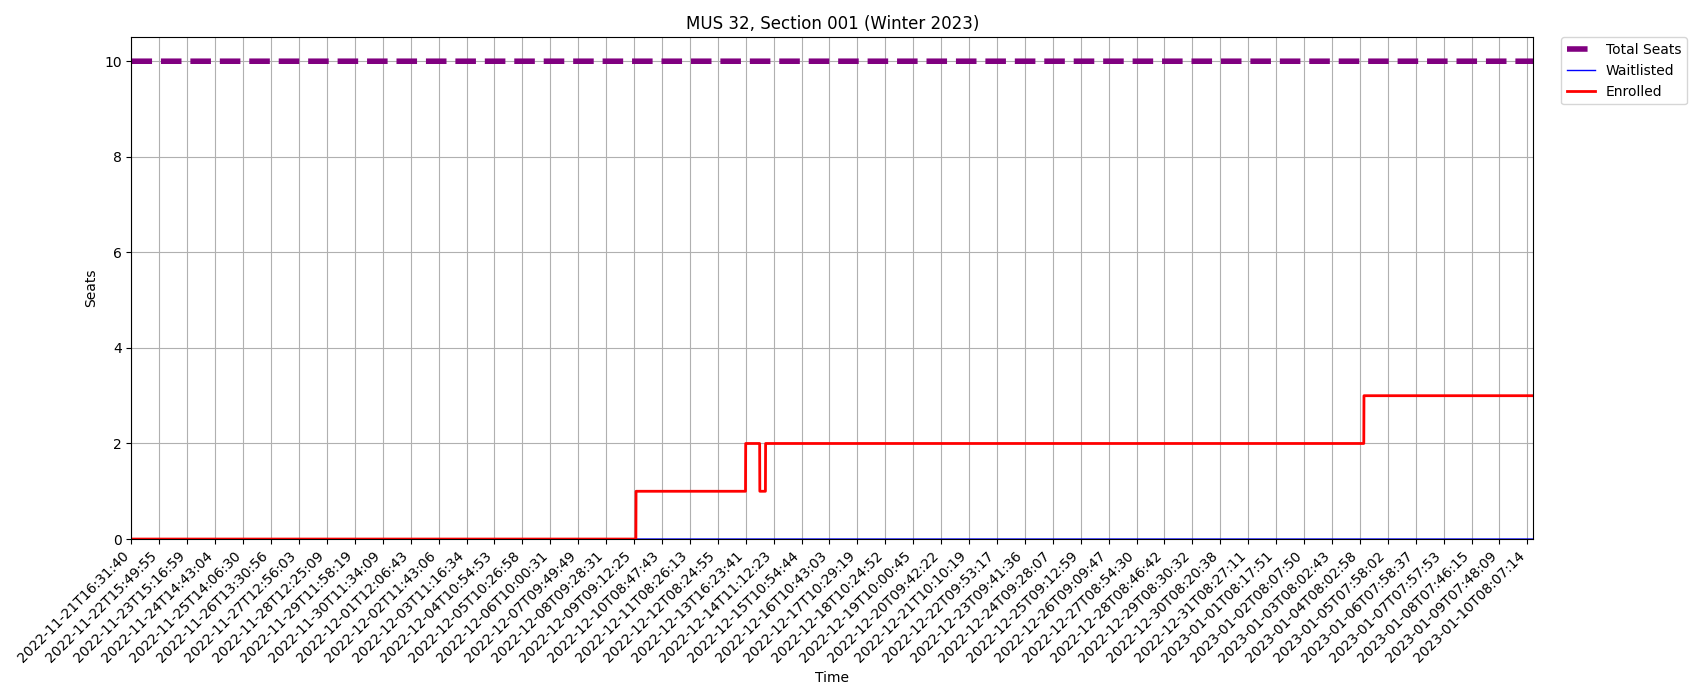 MUS 32, Section 001 (Winter 2023)
Total Seats
Waitlisted
Enrolled
10
8
6
4
2
0
Seats
2022-11-21T16:31:40
2022-11-22T15:49:55
2022-11-23T15:16:59
2022-11-24T14:43:04
2022-11-25T14:06:30
2022-11-26T13:30:56
2022-11-27T12:56:03
2022-11-28T12:25:09
2022-11-29T11:58:19
2022-11-30T11:34:09
2022-12-01T12:06:43
2022-12-02T11:43:06
2022-12-03T11:16:34
2022-12-04T10:54:53
2022-12-05T10:26:58
2022-12-06T10:00:31
2022-12-07T09:49:49
2022-12-08T09:28:31
2022-12-09T09:12:25
2022-12-10T08:47:43
2022-12-11T08:26:13
2022-12-12T08:24:55
2022-12-13T16:23:41
2022-12-14T11:12:23
2022-12-15T10:54:44
2022-12-16T10:43:03
2022-12-17T10:29:19
2022-12-18T10:24:52
2022-12-19T10:00:45
2022-12-20T09:42:22
2022-12-21T10:10:19
2022-12-22T09:53:17
2022-12-23T09:41:36
2022-12-24T09:28:07
2022-12-25T09:12:59
2022-12-26T09:09:47
2022-12-27T08:54:30
2022-12-28T08:46:42
2022-12-29T08:30:32
2022-12-30T08:20:38
2022-12-31T08:27:11
2023-01-01T08:17:51
2023-01-02T08:07:50
2023-01-03T08:02:43
2023-01-04T08:02:58
2023-01-05T07:58:02
2023-01-06T07:58:37
2023-01-07T07:57:53
2023-01-08T07:46:15
2023-01-09T07:48:09
2023-01-10T08:07:14
Time